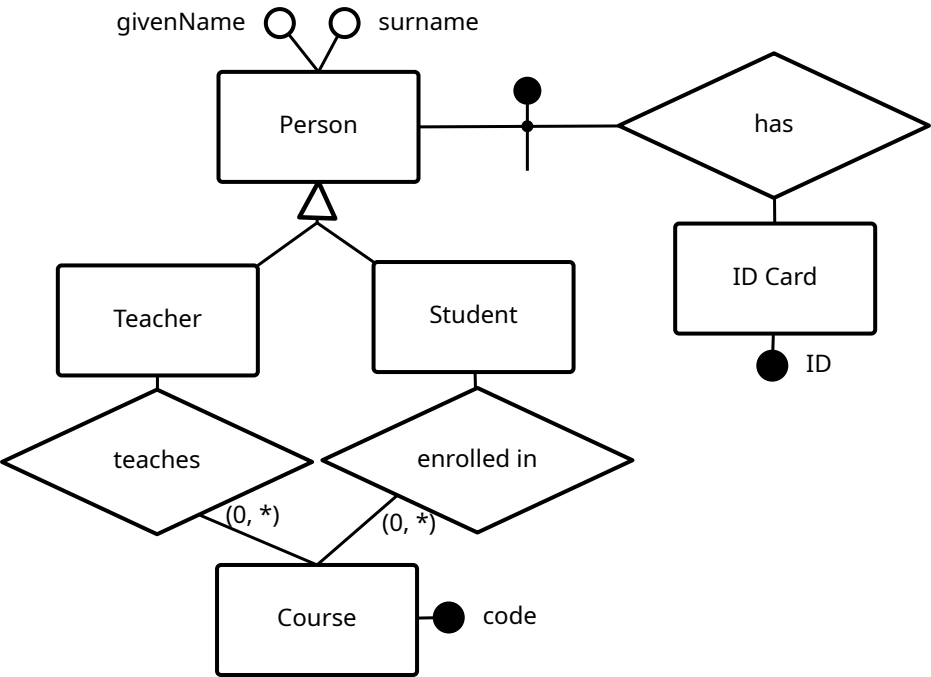 givenName
surname
Person
has
ID Card
Teacher
Student
ID
teaches
enrolled in
(0, *)
(0, *)
Course
code